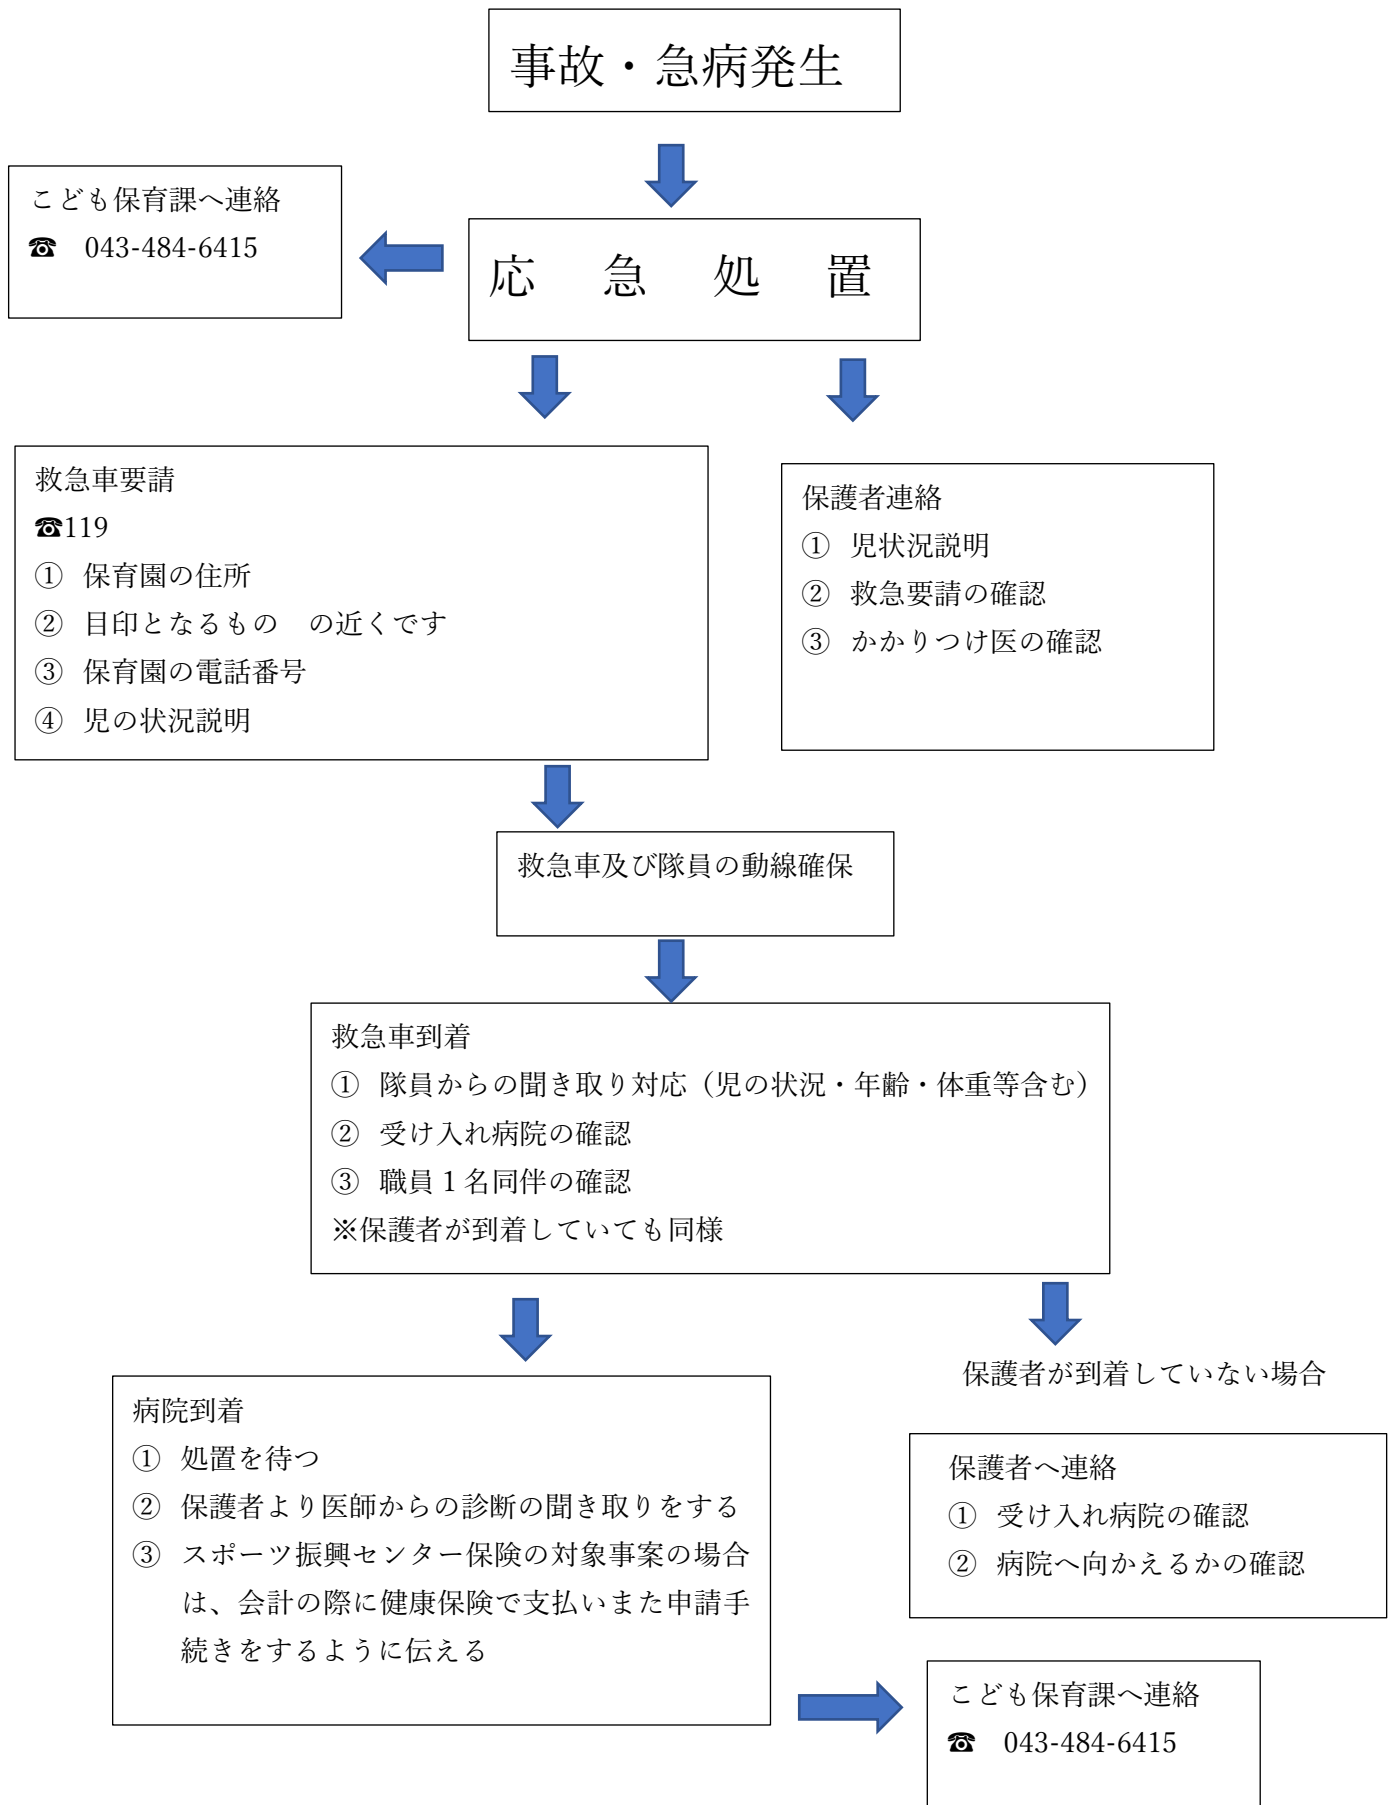 事故・急病発生
こども保育課へ連絡
☎ 043-484-6415
応 急 処 置
救急車要請
☎119
① 保育園の住所
② 目印となるもの の近くです
③ 保育園の電話番号
④ 児の状況説明
保護者連絡
① 児状況説明
② 救急要請の確認
③ かかりつけ医の確認
救急車及び隊員の動線確保
救急車到着
① 隊員からの聞き取り対応（児の状況・年齢・体重等含む）
② 受け入れ病院の確認
③ 職員１名同伴の確認
※保護者が到着していても同様
病院到着
① 処置を待つ
② 保護者より医師からの診断の聞き取りをする
③ スポーツ振興センター保険の対象事案の場合
は、会計の際に健康保険で支払いまた申請手
続きをするように伝える
保護者が到着していない場合
保護者へ連絡
① 受け入れ病院の確認
② 病院へ向かえるかの確認
こども保育課へ連絡
☎ 043-484-6415